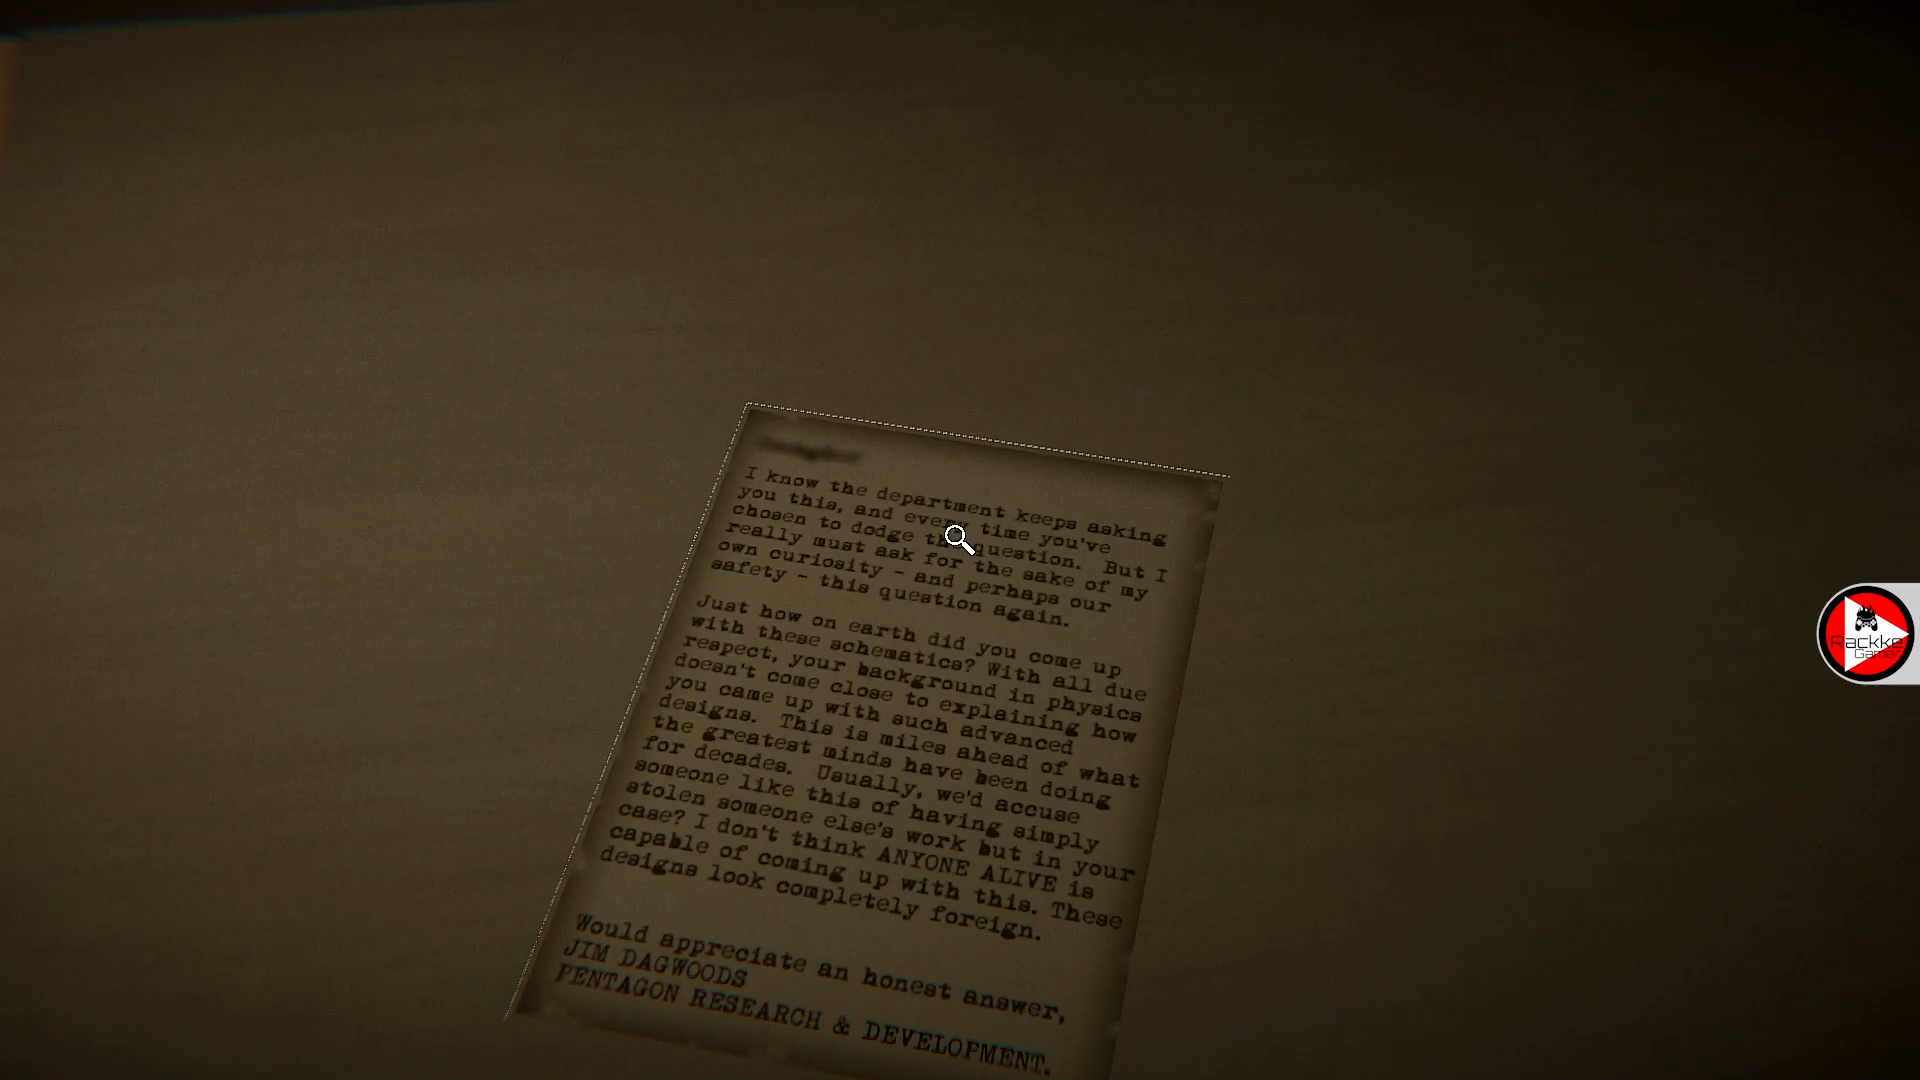 I know the department keeps asking
you this, and every time you've
chosen to dodge the question.  But I
really must ask for the sake of my
own curiosity - and perhaps our
safety - this question again.
Just how on earth did you come up
with these schematics? With all due
respect, your background in physics
doesn't come close to explaining how
you came up with such advanced
designs.  This is miles ahead of what
the greatest minds have been doing
for decades.  Usually, we'd accuse
someone like this of having simply
stolen someone else's work but in your
case? I don't think ANYONE ALIVE is
capable of coming up with this. These
designs look completely foreign.
Would appreciate an honest answer,
JIM DAGWOODS
PENTAGON RESEARCH & DEVELOPMENT.
Rackke
Gamer